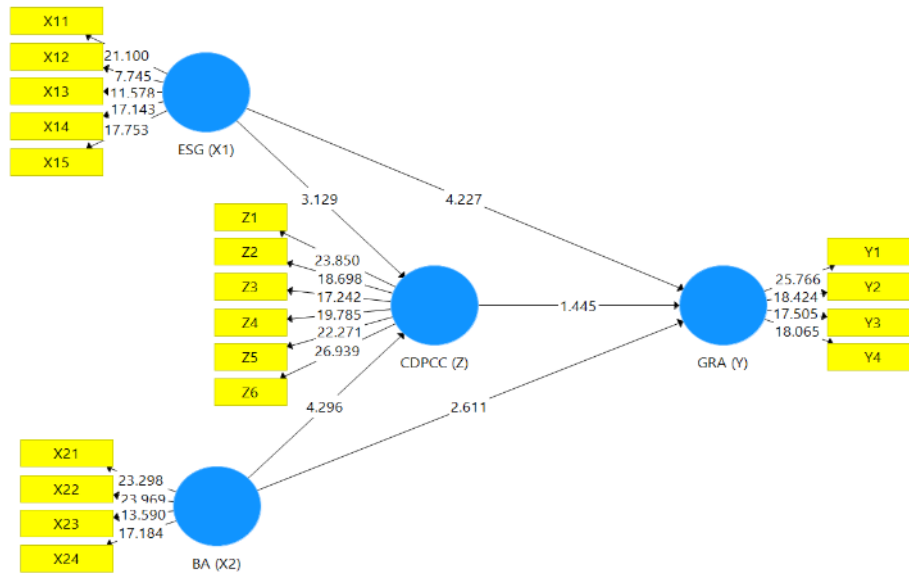 X11
X12
X13
X14
X15
21.100
7.745
11.578
17.143
17.753
ESG (X1)
3.129
4.227
Z1
Z2
Z3
Z4
Z5
Z6
23.850
18.698
17.242
19.785
22.271
26.939
CDPCC (Z)
1.445
Y1
Y2
Y3
Y4
25.766
18.424
17.505
18.065
GRA (Y)
4.296
2.611
X21
X22
X23
X24
23.298
23.969
13.590
17.184
BA (X2)